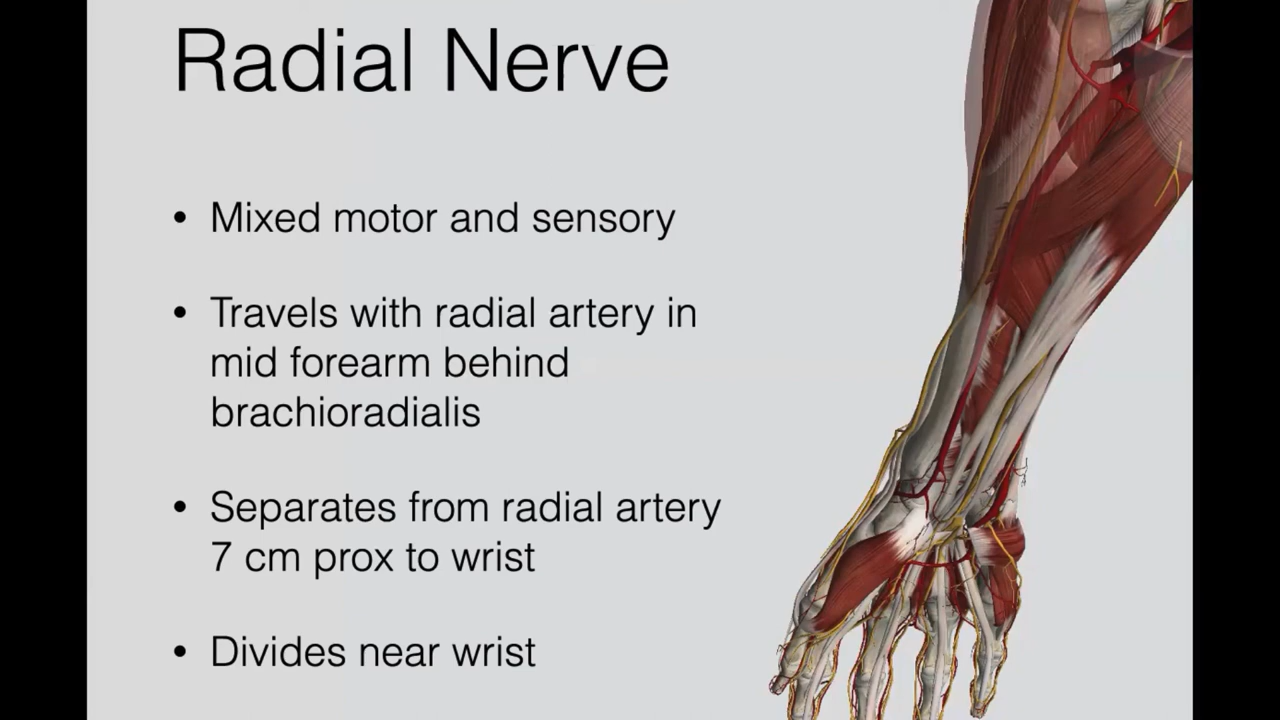 Radial Nerve
• Mixed motor and sensory
• Travels with radial artery in
mid forearm behind
brachioradialis
• Separates from radial artery
7 cm prox to wrist
• Divides near wrist